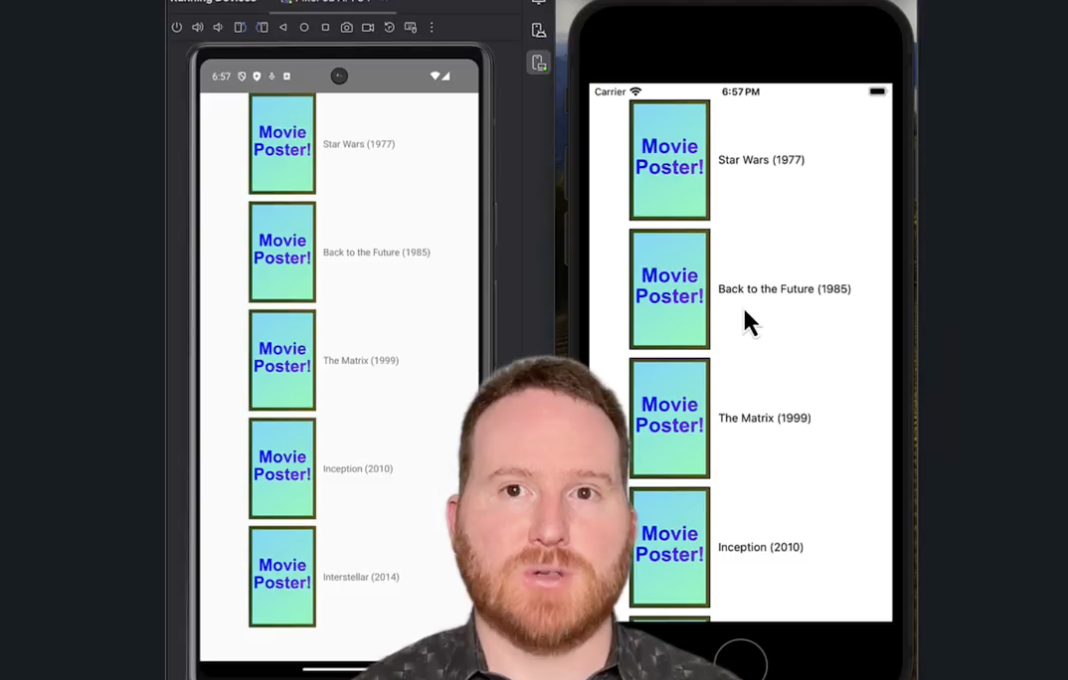 Running Devices
6:57
Movie
Poster!
Star Wars (1977)
Movie
Poster!
Back to the Future (1985)
Movie
Poster!
The Matrix (1999)
Movie
Poster!
Inception (2010)
Movie
Poster!
Interstellar (2014)
Carrier
6:57 PM
Movie
Poster!
Star Wars (1977)
Movie
Poster!
Back to the Future (1985)
Movie
Poster!
The Matrix (1999)
Movie
Poster!
Inception (2010)